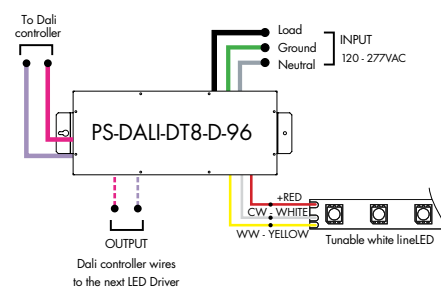 To Dali
controller
Load
Ground
Neutral
INPUT
120 - 277VAC
PS-DALI-DT8-D-96
+RED
CW - WHITE
WW - YELLOW
OUTPUT
Dali controller wires
to the next LED Driver
Tunable white lineLED